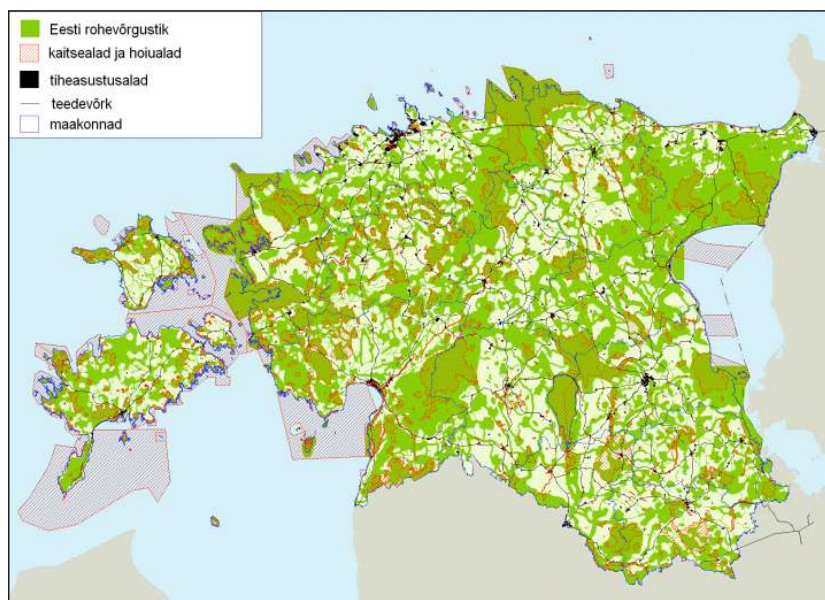 Eesti rohevõrgustik
kaitsealad ja hoiualad
tiheasustusalad
teedevõrk
maakonnad